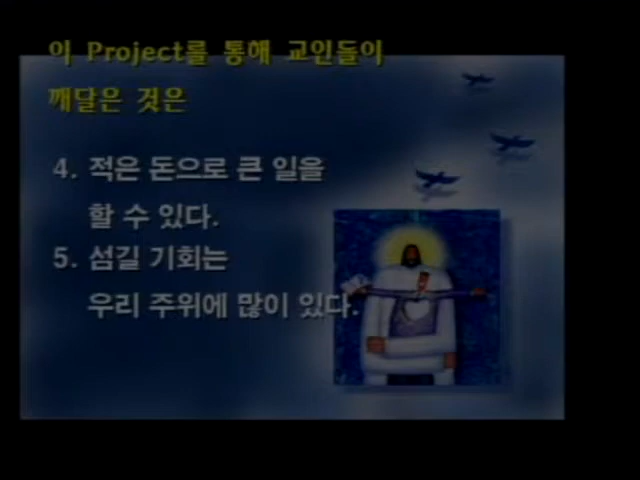 이 Project를 통해 교인들이
깨달은 것은
4. 적은 돈으로 큰 일을
할 수 있다.
5. 섬길 기회는
우리 주위에 많이 있다.